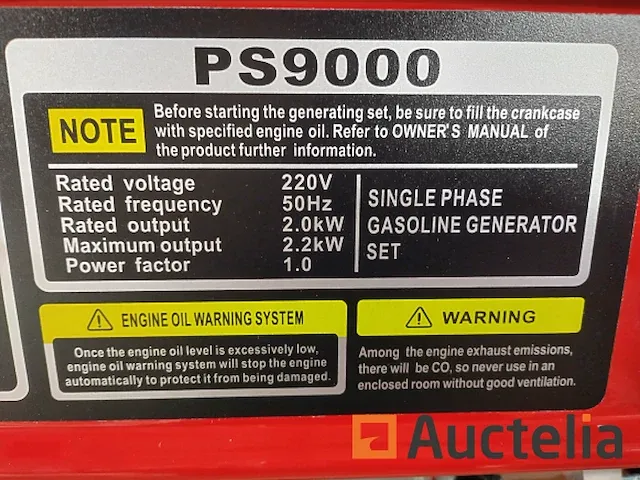 PS9000
NOTE
Before starting the generating set, be sure to fill the crankcase
with specified engine oil. Refer to OWNER'S MANUAL of
the product further information.
Rated voltage 220V
Rated frequency 50Hz
Rated output 2.0kW
Maximum output 2.2kW
Power factor 1.0
SINGLE PHASE
GASOLINE GENERATOR
SET
ENGINE OIL WARNING SYSTEM
Once the engine oil level is excessively low,
engine oil warning system will stop the engine
automatically to protect it from being damaged.
WARNING
Among the engine exhaust emissions,
there will be CO, so never use in an
enclosed room without good ventilation.
Auctelia